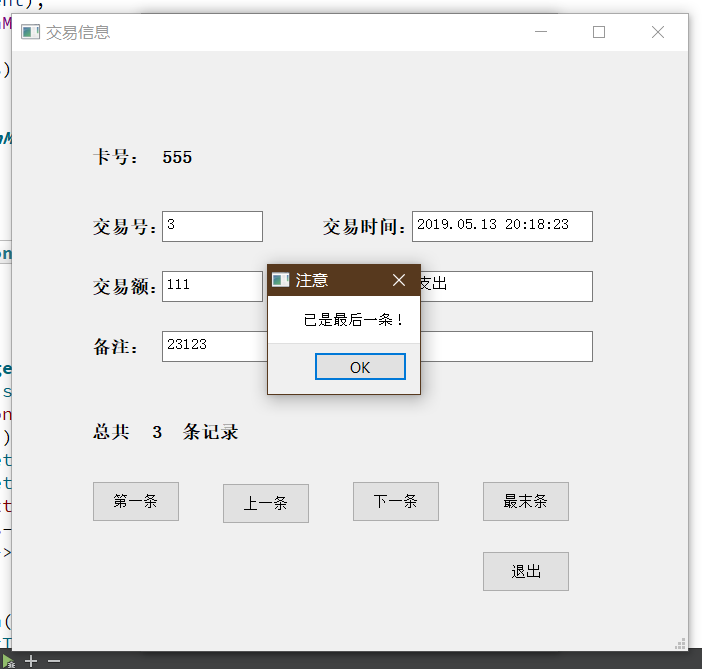 交易信息
卡号： 555
交易号: 3 交易时间: 2019.05.13 20:18:23
交易额: 111 支出
注意
已是最后一条！
OK
备注: 23123
总共 3 条记录
第一条 上一条 下一条 最末条
退出